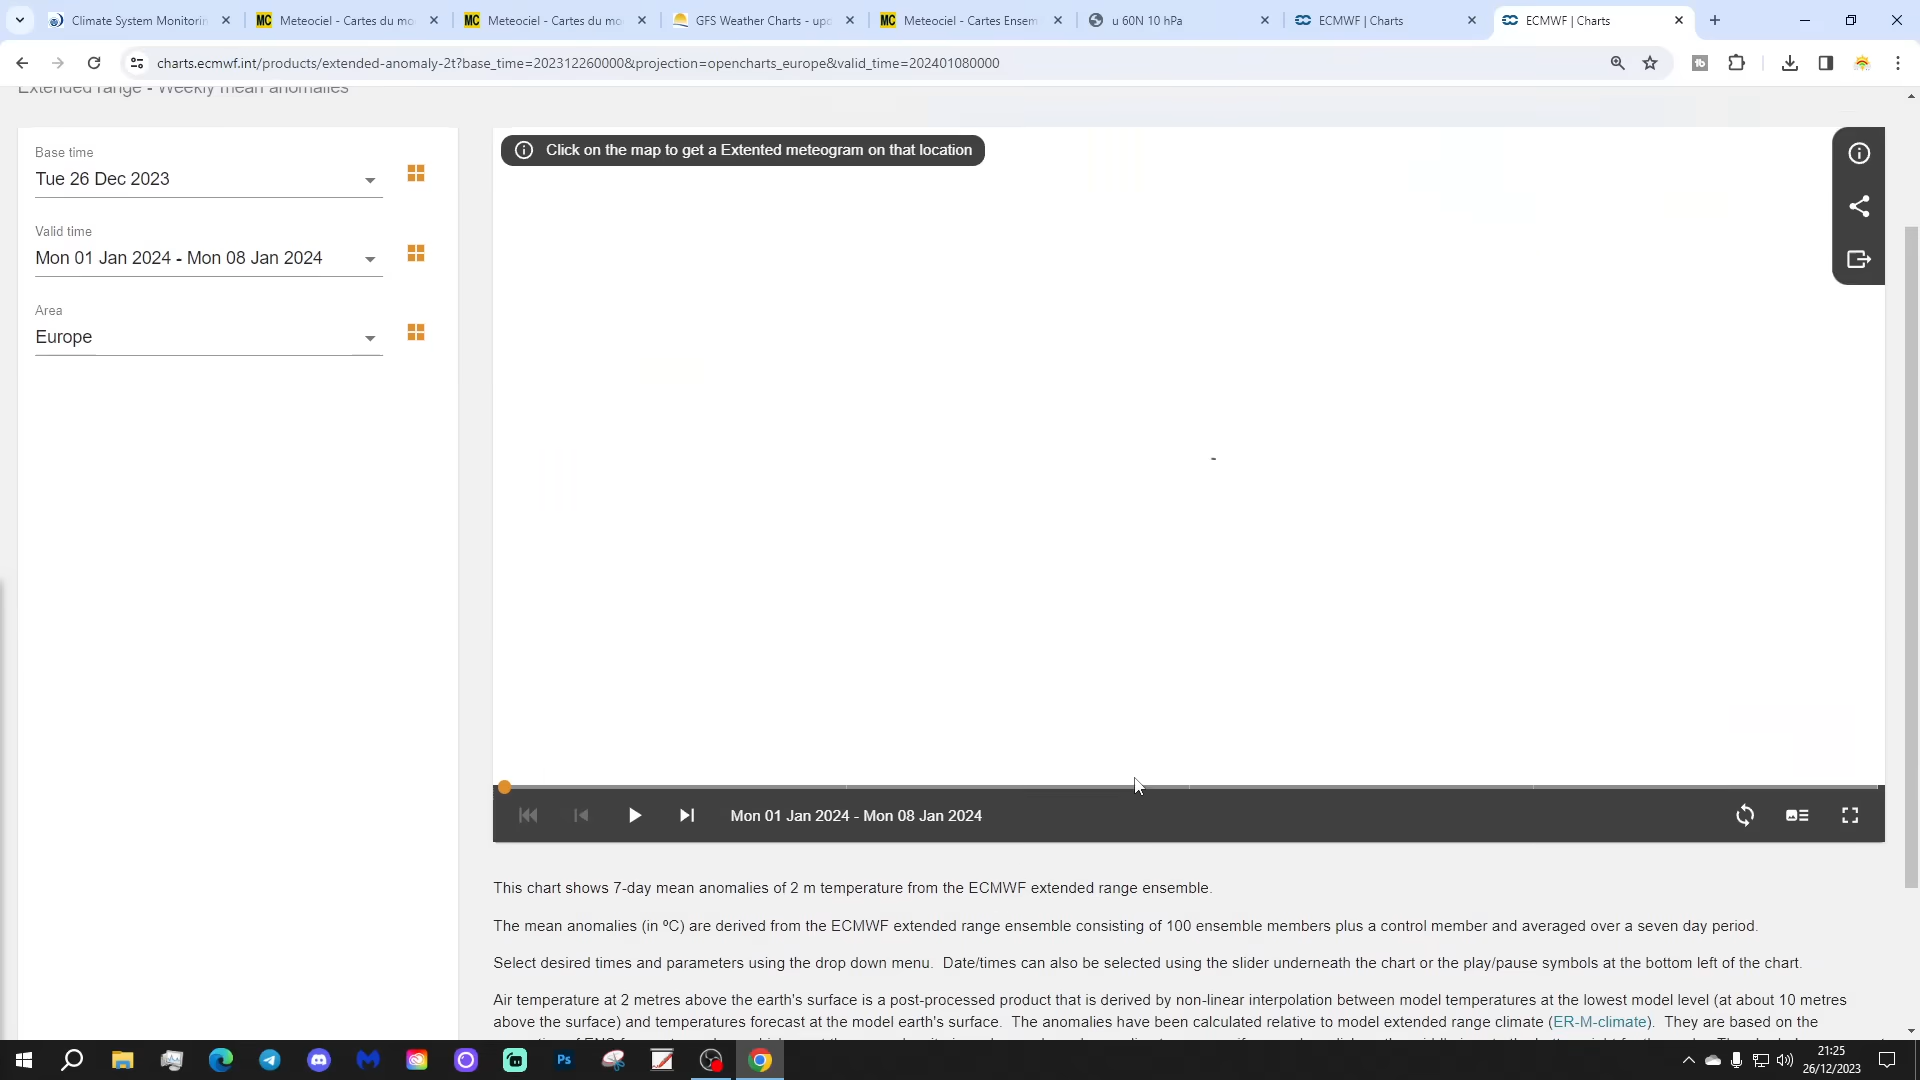 Climate System Monitorin
MC Meteociel - Cartes du mo
MC Meteociel - Cartes du mo
GFS Weather Charts - upd
MC Meteociel - Cartes Ensem
u 60N 10 hPa
ECMWF | Charts
ECMWF | Charts
charts.ecmwf.int/products/extended-anomaly-2t?base_time=202312260000&projection=opencharts_europe&valid_time=202401080000
Extended range - Weekly mean anomalies
Base time
Tue 26 Dec 2023
Valid time
Mon 01 Jan 2024 - Mon 08 Jan 2024
Area
Europe
Click on the map to get a Extented meteogram on that location
Mon 01 Jan 2024 - Mon 08 Jan 2024
This chart shows 7-day mean anomalies of 2 m temperature from the ECMWF extended range ensemble.
The mean anomalies (in ºC) are derived from the ECMWF extended range ensemble consisting of 100 ensemble members plus a control member and averaged over a seven day period.
Select desired times and parameters using the drop down menu.  Date/times can also be selected using the slider underneath the chart or the play/pause symbols at the bottom left of the chart.
Air temperature at 2 metres above the earth's surface is a post-processed product that is derived by non-linear interpolation between model temperatures at the lowest model level (at about 10 metres
above the surface) and temperatures forecast at the model earth's surface.  The anomalies have been calculated relative to model extended range climate (ER-M-climate).  They are based on the
Ps
21:25
26/12/2023